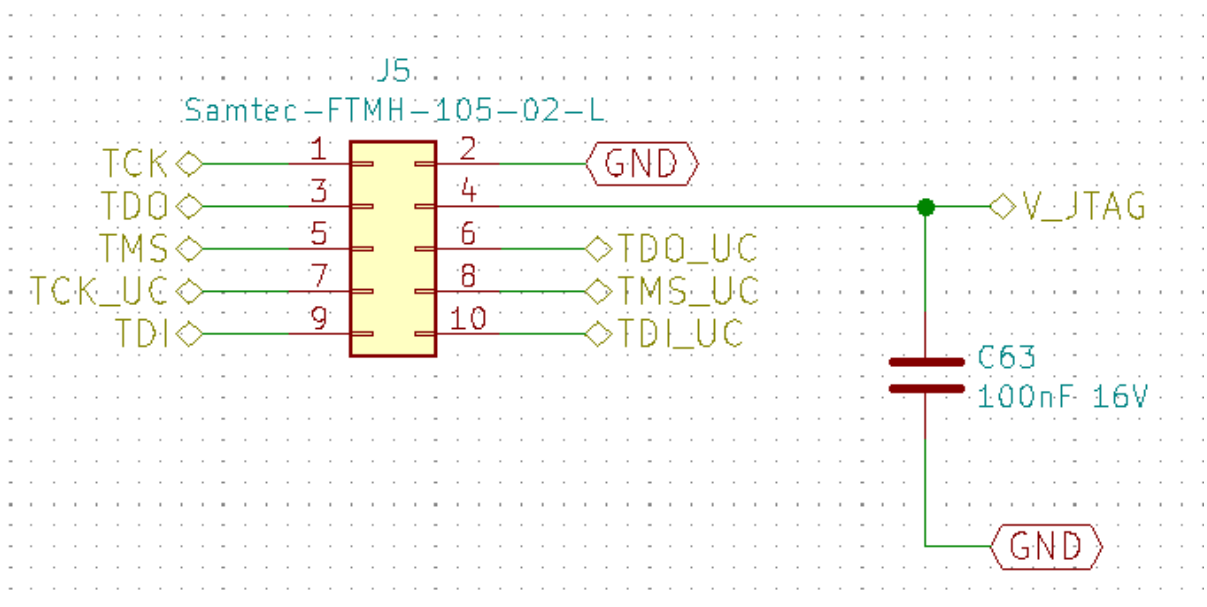 J5
Samtec-FTMH-105-02-L
TCK 1 2 GND
TDO 3 4 V_JTAG
TMS 5 6 TDO_UC
TCK_UC 7 8 TMS_UC
TDI 9 10 TDI_UC
C63
100nF 16V
GND